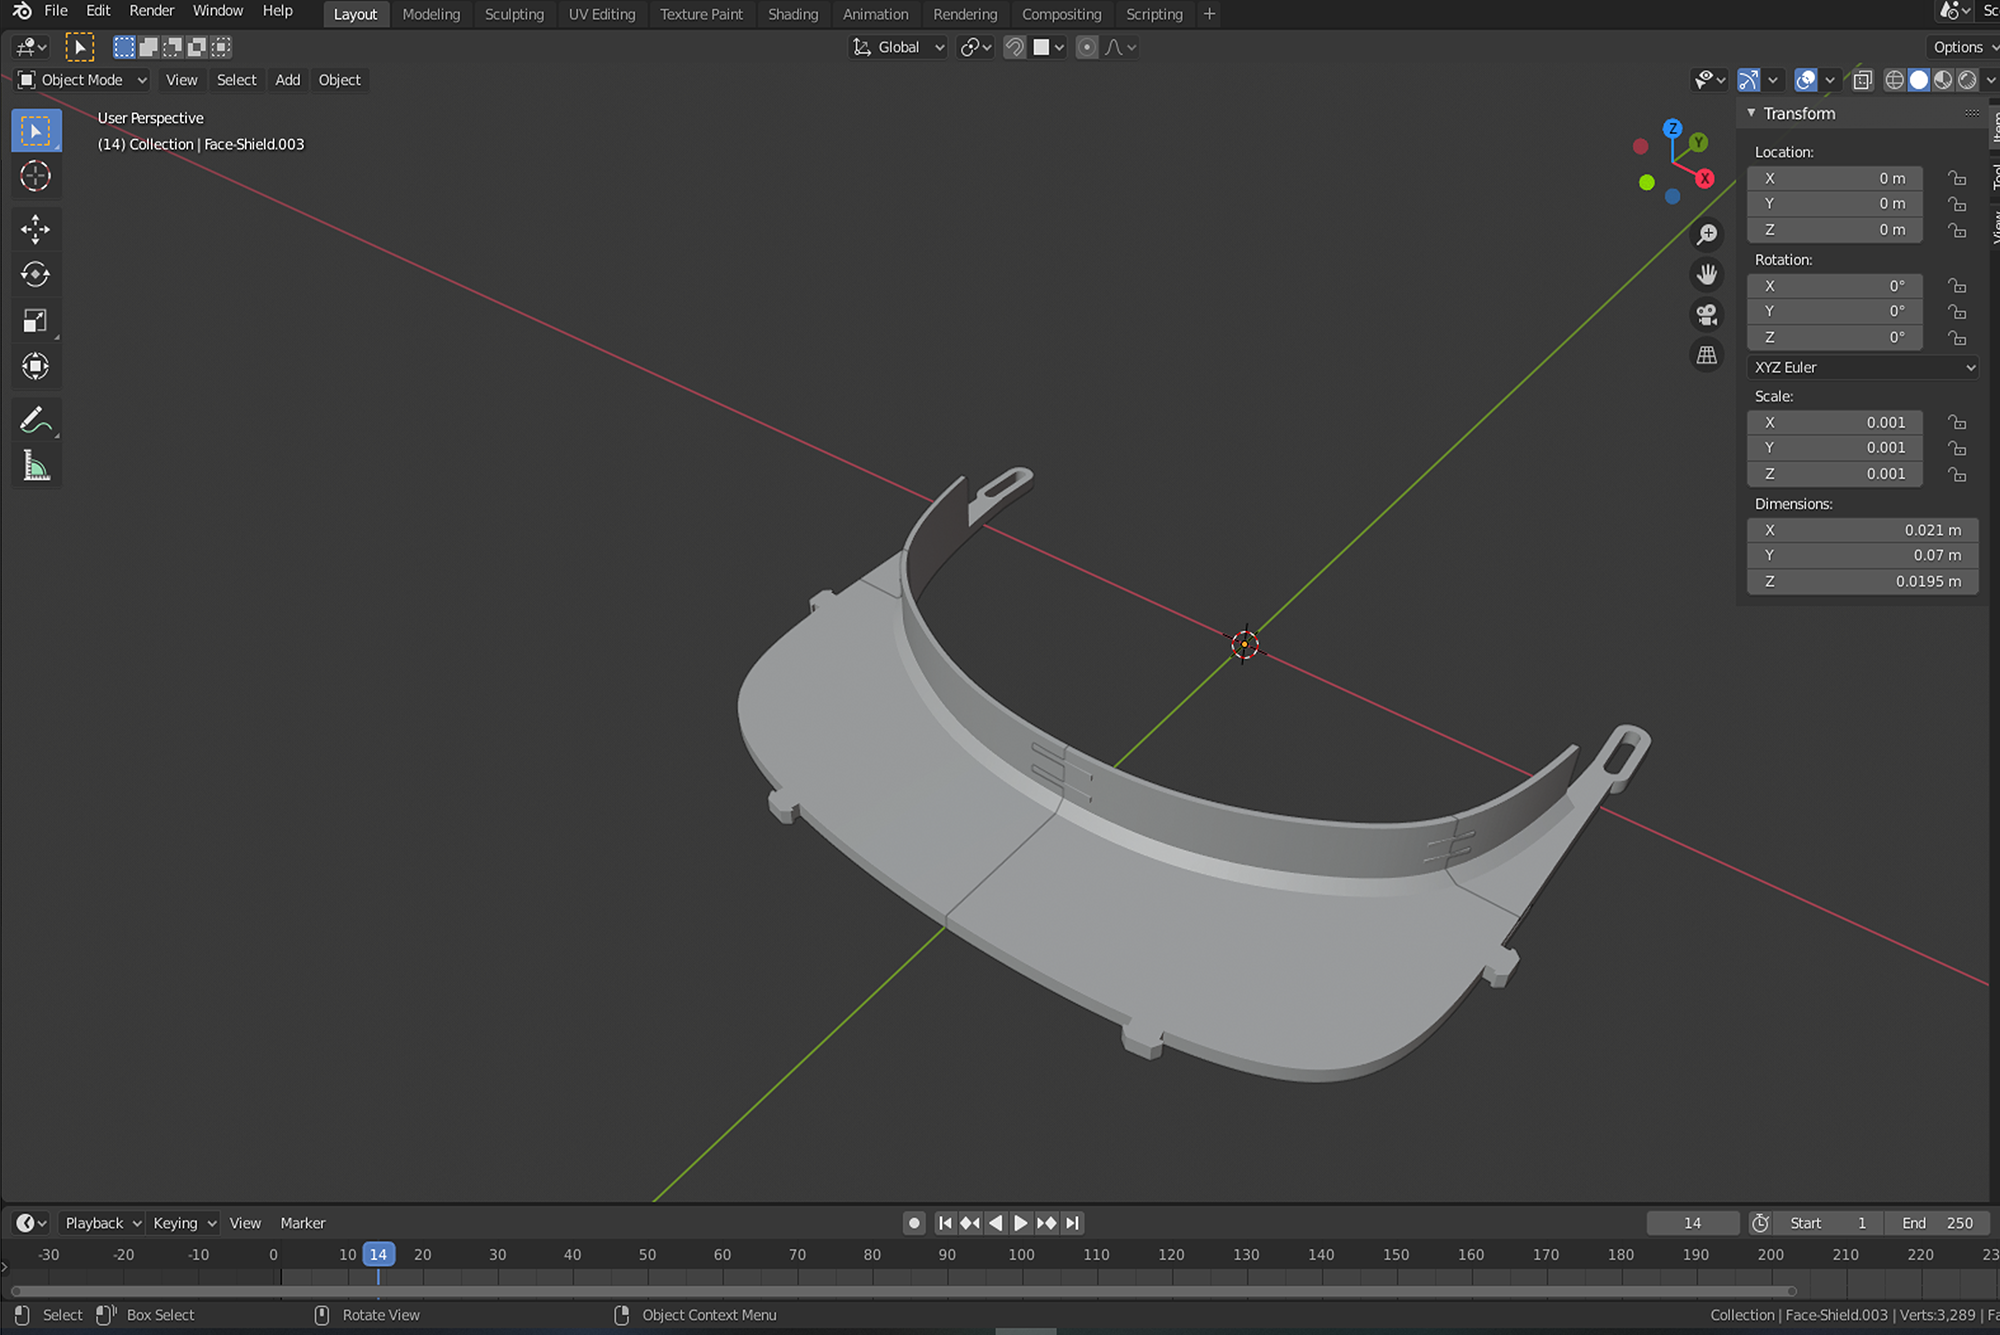 File Edit Render Window Help Layout Modeling Sculpting UV Editing Texture Paint Shading Animation Rendering Compositing Scripting +
Global Options
Object Mode View Select Add Object
User Perspective
(14) Collection | Face-Shield.003
Z
Y
X
Transform
Location:
X 0 m
Y 0 m
Z 0 m
Rotation:
X 0°
Y 0°
Z 0°
XYZ Euler
Scale:
X 0.001
Y 0.001
Z 0.001
Dimensions:
X 0.021 m
Y 0.07 m
Z 0.0195 m
Item
Tool
View
Playback Keying View Marker 14 Start 1 End 250
-30 -20 -10 0 10 14 20 30 40 50 60 70 80 90 100 110 120 130 140 150 160 170 180 190 200 210 220
Select Box Select Rotate View Object Context Menu Collection | Face-Shield.003 | Verts:3,289 |